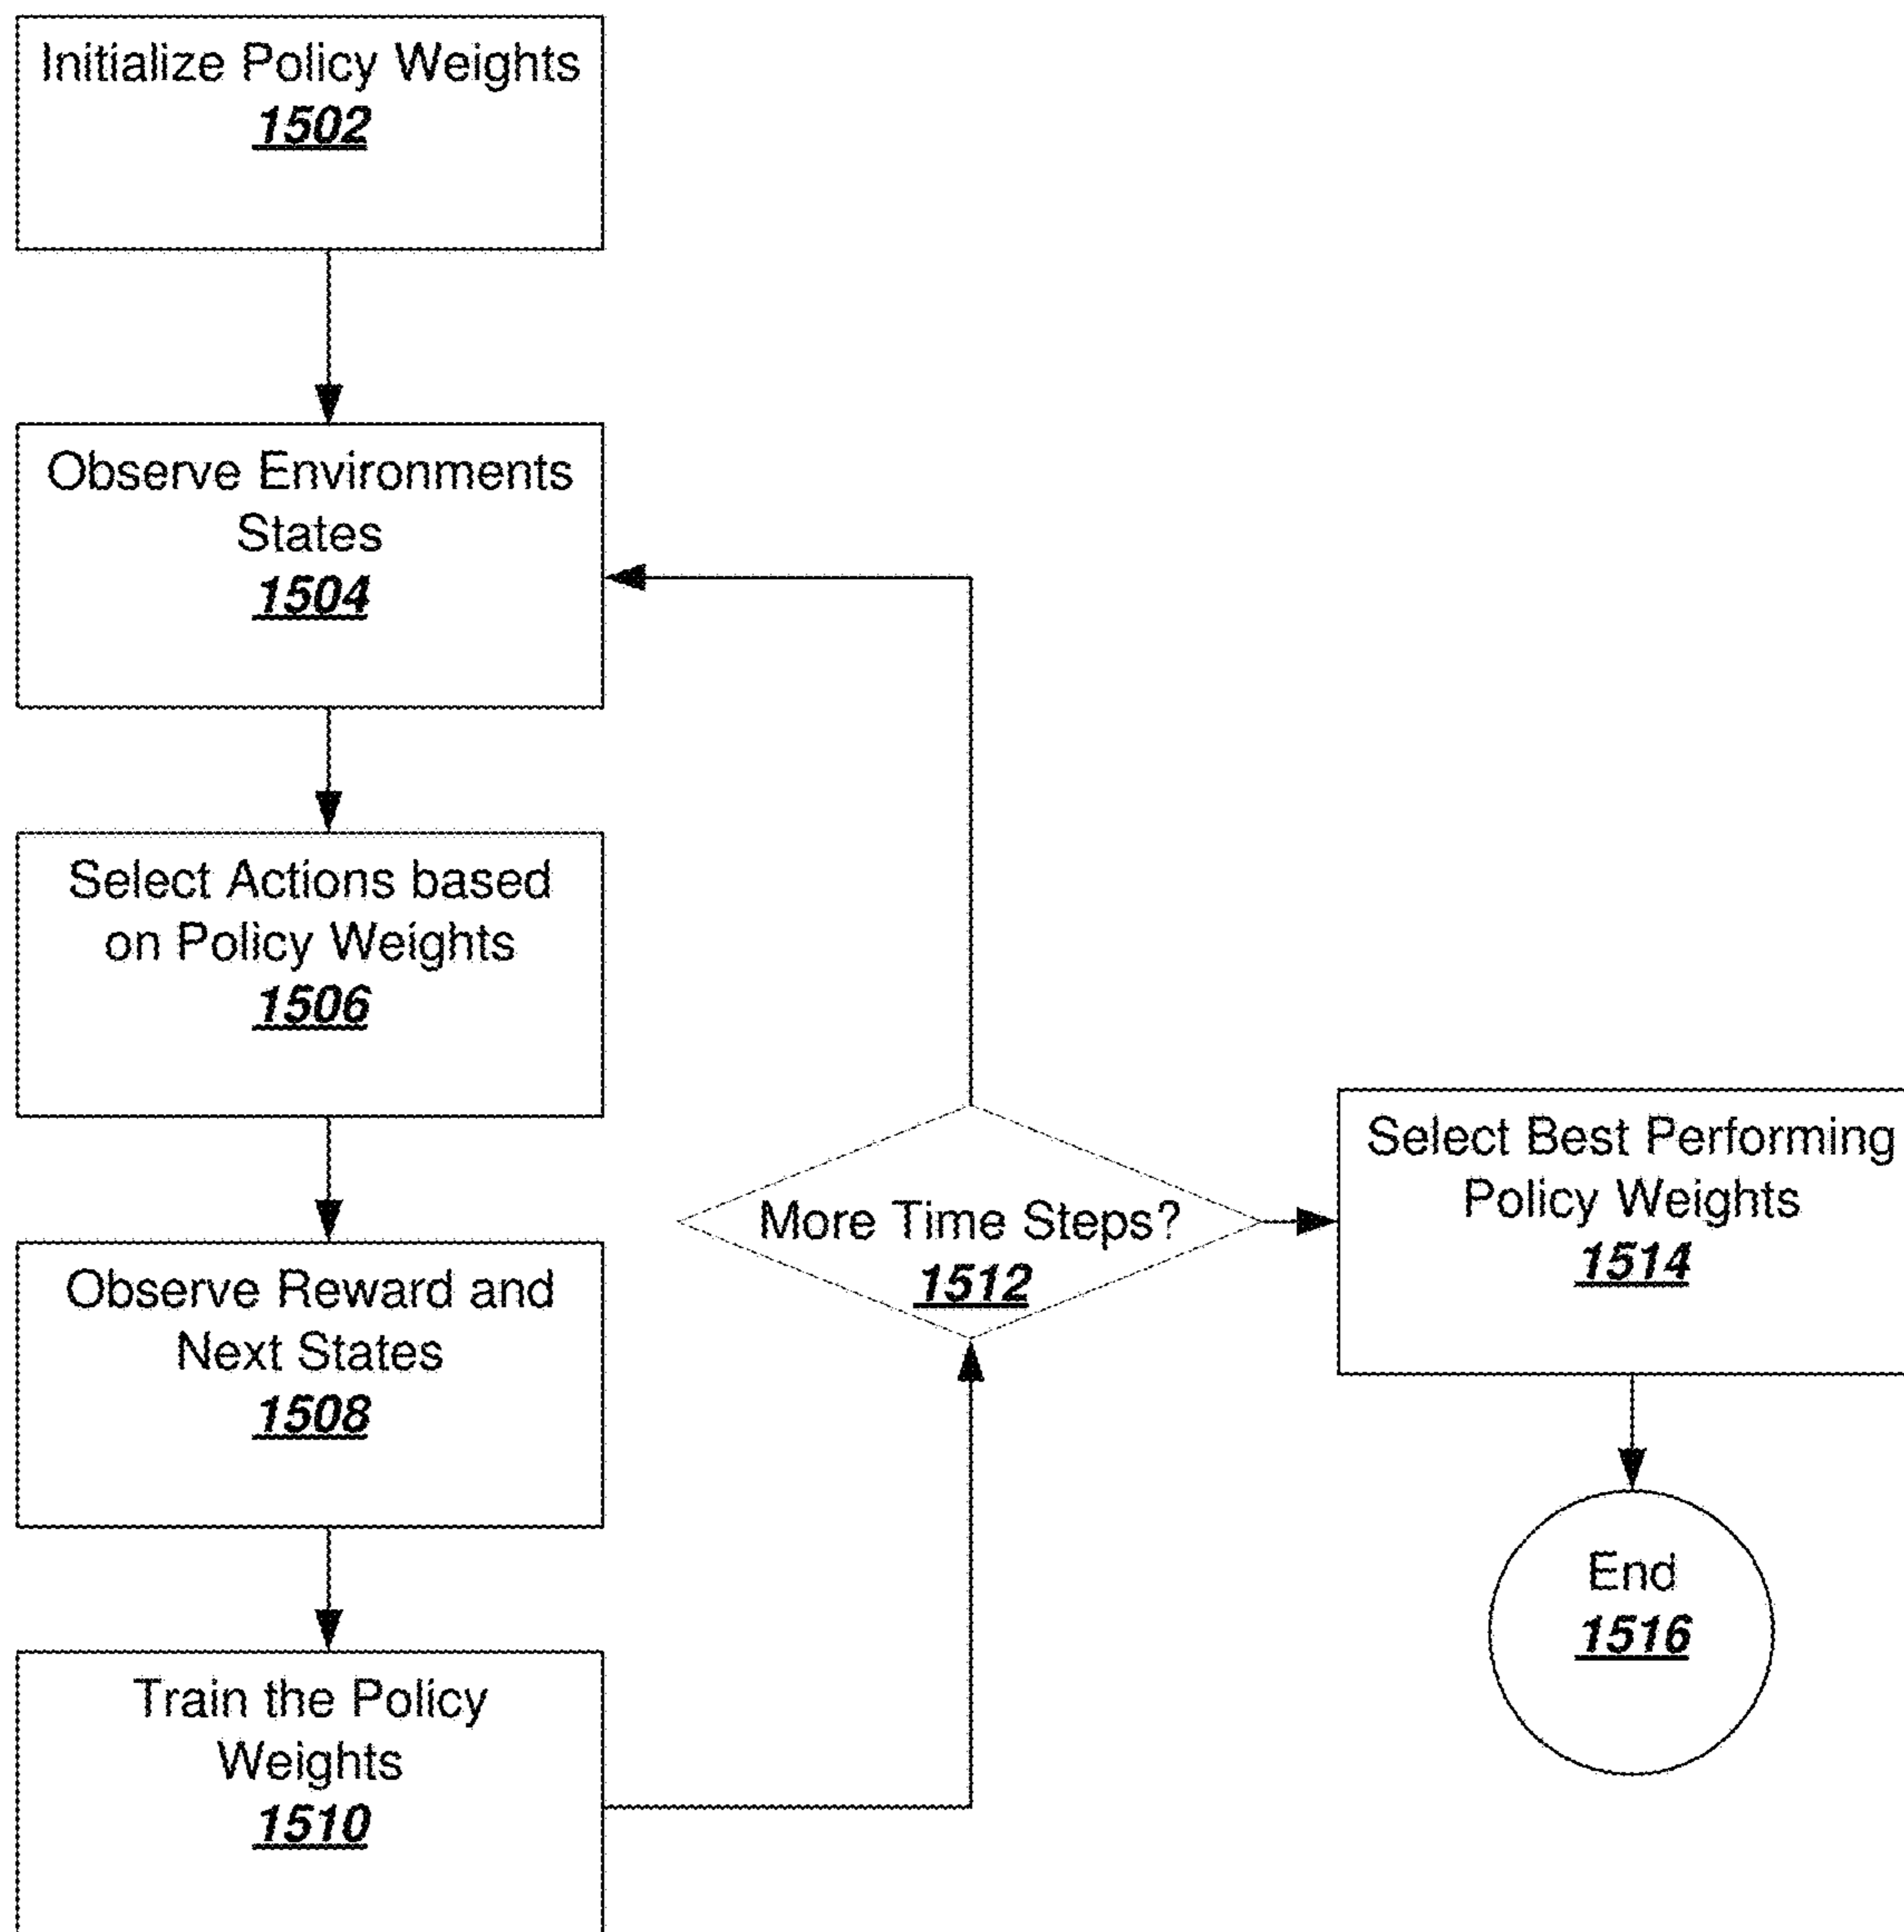 Initialize Policy Weights
1502
Observe Environments
States
1504
Select Actions based
on Policy Weights
1506
Observe Reward and
Next States
1508
Train the Policy
Weights
1510
More Time Steps?
1512
Select Best Performing
Policy Weights
1514
End
1516